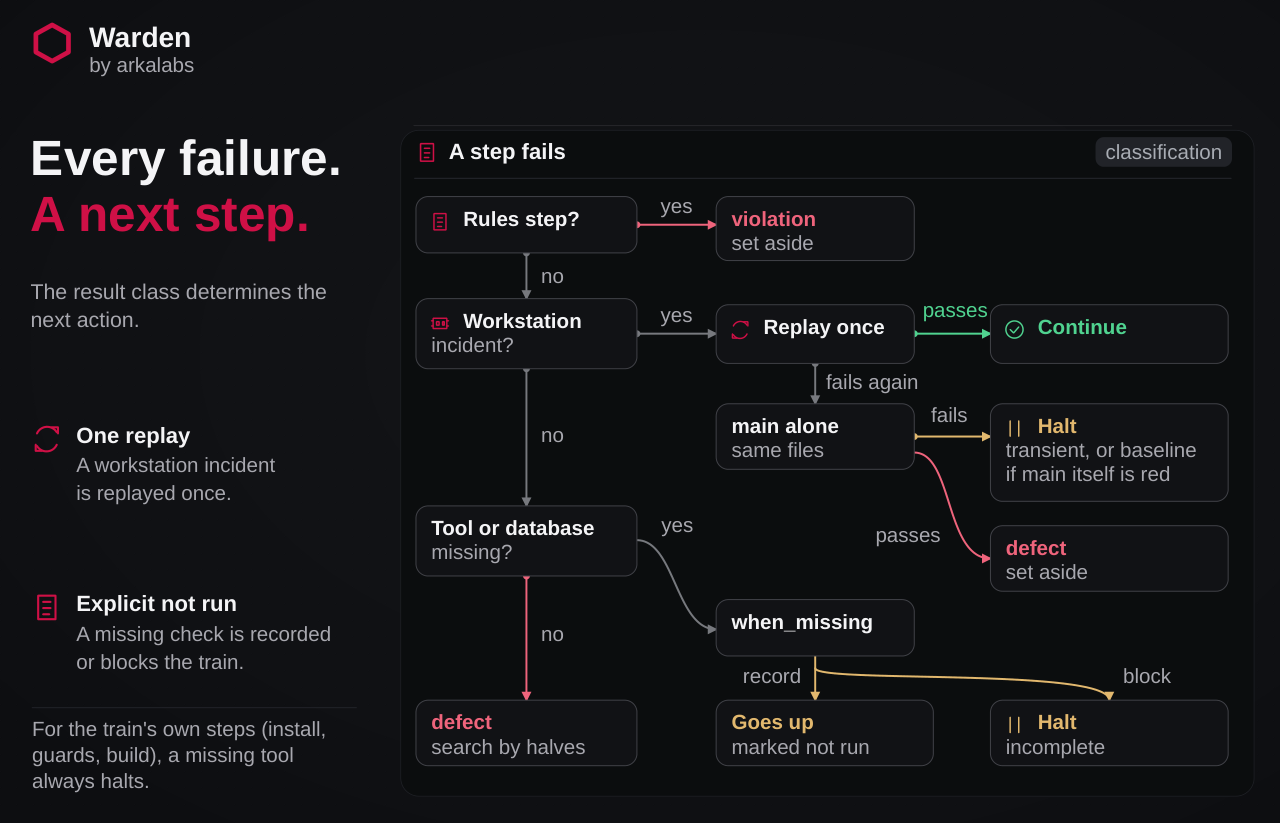 Warden
by arkalabs
Every failure.
A next step.
The result class determines the
next action.
One replay
A workstation incident
is replayed once.
Explicit not run
A missing check is recorded
or blocks the train.
For the train's own steps (install,
guards, build), a missing tool
always halts.
A step fails
classification
Rules step?
yes
violation
set aside
no
Workstation
incident?
yes
Replay once
passes
Continue
fails again
no
main alone
same files
fails
Halt
transient, or baseline
if main itself is red
passes
defect
set aside
Tool or database
missing?
yes
when_missing
no
record
block
defect
search by halves
Goes up
marked not run
Halt
incomplete